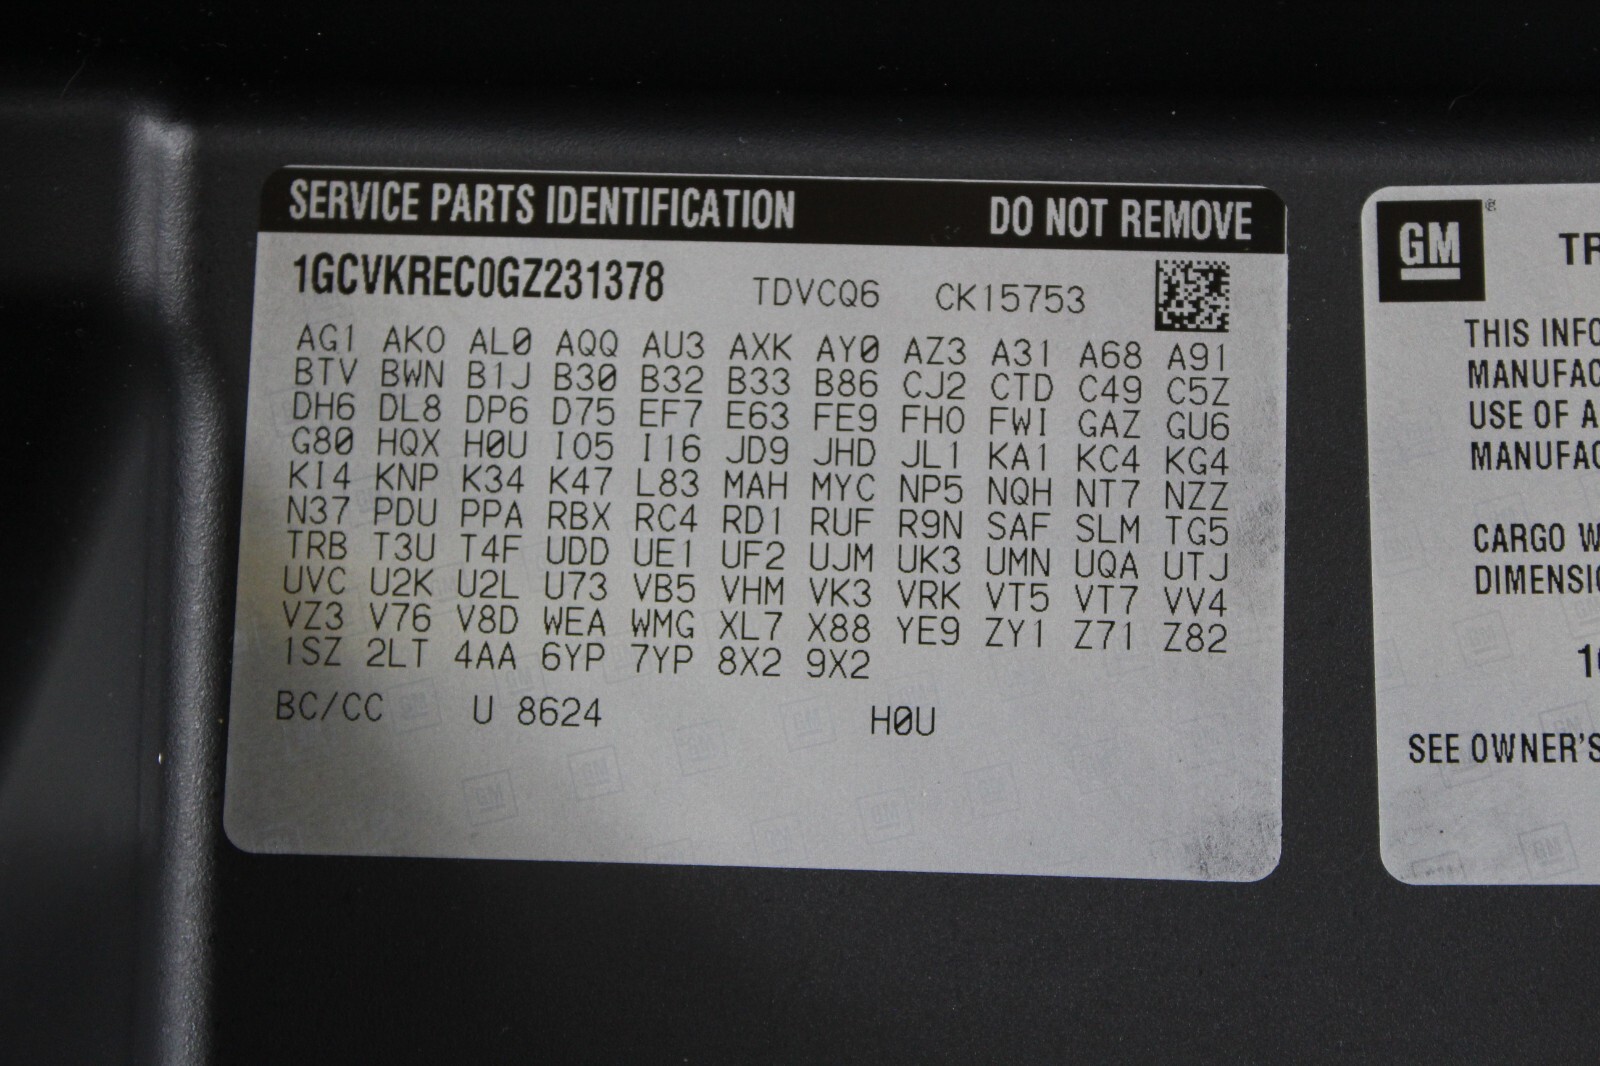 SERVICE PARTS IDENTIFICATION DO NOT REMOVE
1GCVKREC0GZ231378 TDVCQ6 CK15753
AG1 AKO AL0 AQQ AU3 AXK AY0 AZ3 A31 A68 A91
BTV BWN B1J B30 B32 B33 B86 CJ2 CTD C49 C5Z
DH6 DL8 DP6 D75 EF7 E63 FE9 FHO FWI GAZ GU6
G80 HQX H0U IO5 I16 JD9 JHD JL1 KA1 KC4 KG4
KI4 KNP K34 K47 L83 MAH MYC NP5 NQH NT7 NZZ
N37 PDU PPA RBX RC4 RD1 RUF R9N SAF SLM TG5
TRB T3U T4F UDD UE1 UF2 UJM UK3 UMN UQA UTJ
UVC U2K U2L U73 VB5 VHM VK3 VRK VT5 VT7 VV4
VZ3 V76 V8D WEA WMG XL7 X88 YE9 ZY1 Z71 Z82
1SZ 2LT 4AA 6YP 7YP 8X2 9X2
BC/CC U 8624 H0U
GM
TR
THIS INFO
MANUFAC
USE OF A
MANUFAC
CARGO W
DIMENSIO
SEE OWNER'S